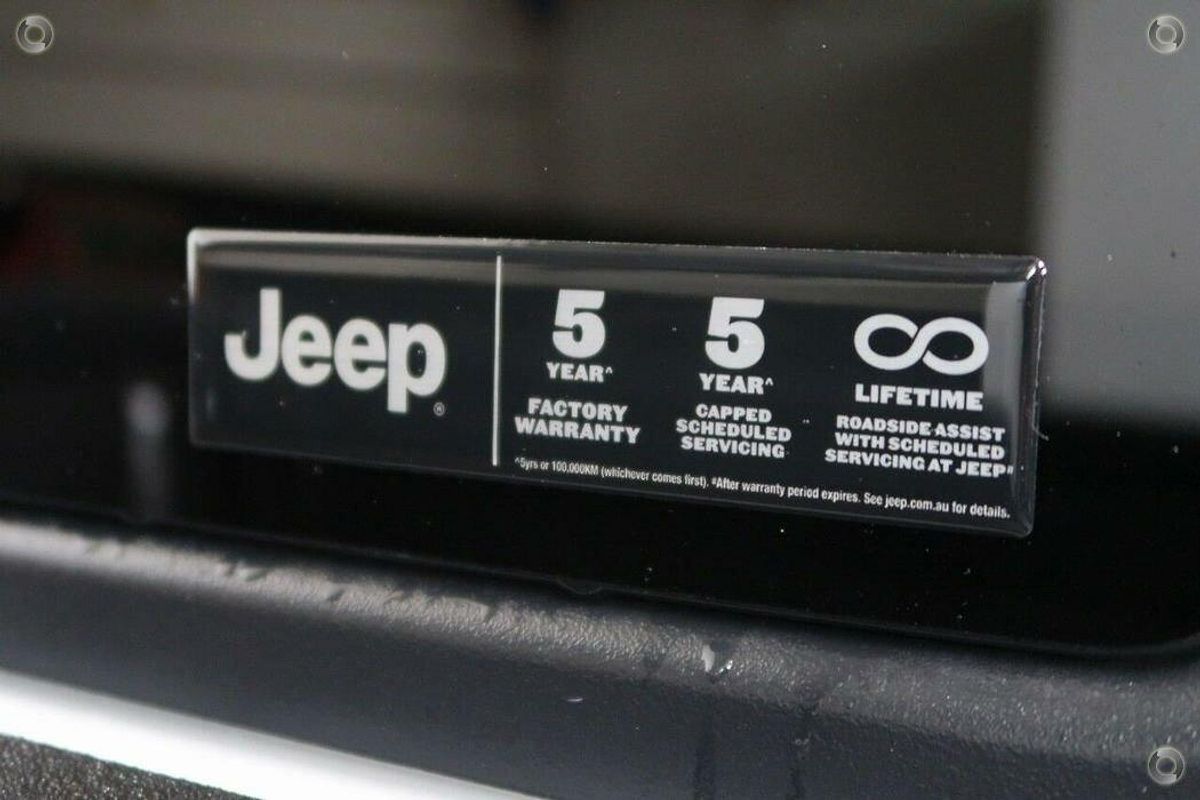 Jeep®
5
YEAR^
FACTORY
WARRANTY
5
YEAR^
CAPPED
SCHEDULED
SERVICING
LIFETIME
ROADSIDE ASSIST
WITH SCHEDULED
SERVICING AT JEEP#
^5yrs or 100,000KM (whichever comes first). #After warranty period expires. See jeep.com.au for details.